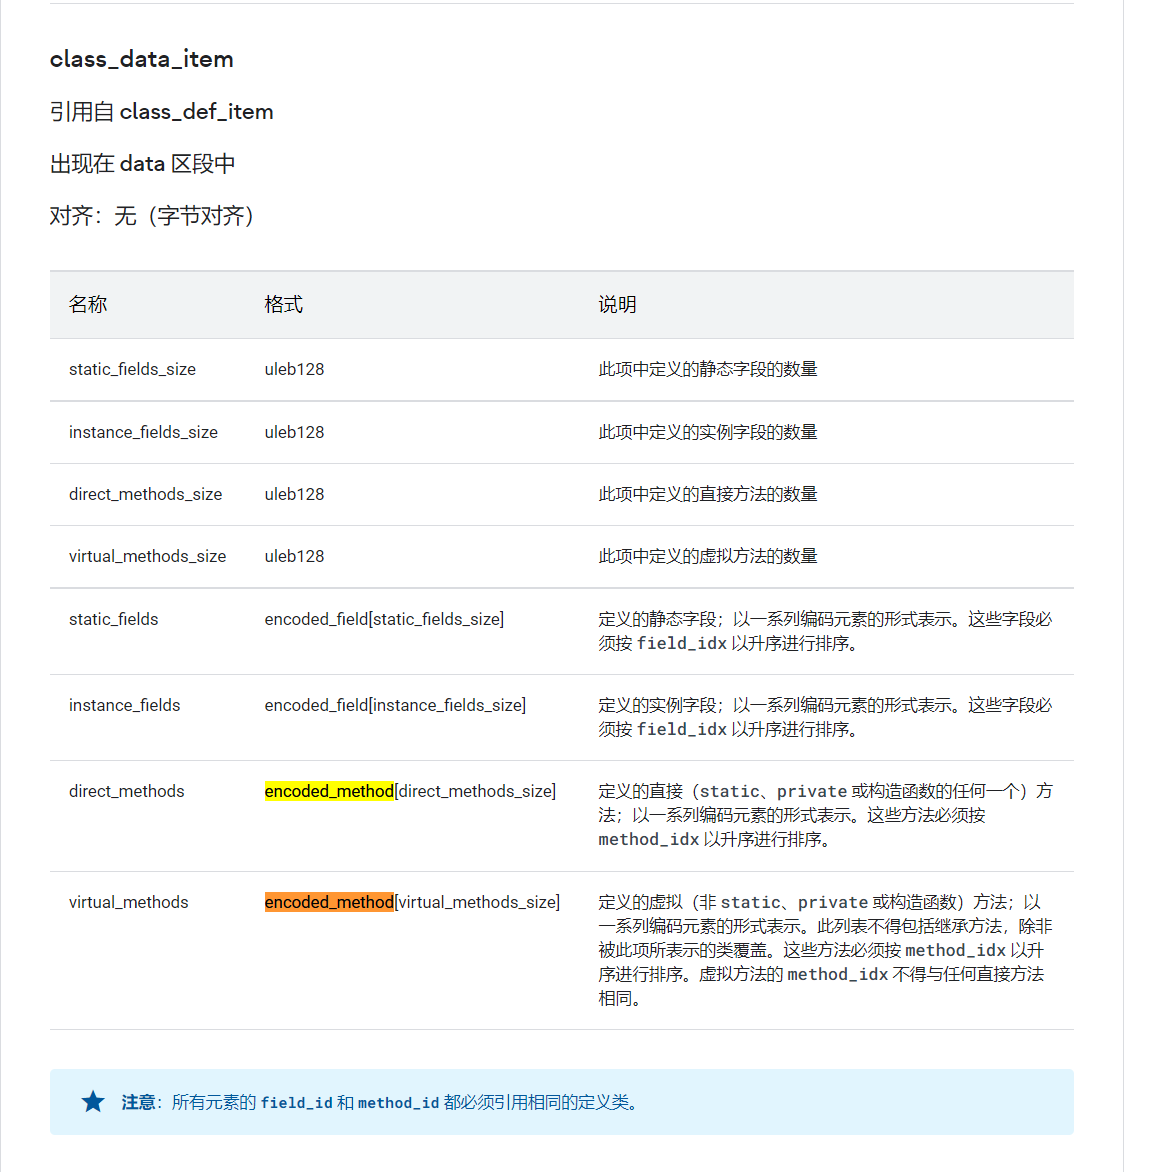 class_data_item
引用自 class_def_item
出现在 data 区段中
对齐：无（字节对齐）
名称 格式 说明
static_fields_size uleb128 此项中定义的静态字段的数量
instance_fields_size uleb128 此项中定义的实例字段的数量
direct_methods_size uleb128 此项中定义的直接方法的数量
virtual_methods_size uleb128 此项中定义的虚拟方法的数量
static_fields encoded_field[static_fields_size] 定义的静态字段；以一系列编码元素的形式表示。这些字段必
须按 field_idx 以升序进行排序。
instance_fields encoded_field[instance_fields_size] 定义的实例字段；以一系列编码元素的形式表示。这些字段必
须按 field_idx 以升序进行排序。
direct_methods encoded_method[direct_methods_size] 定义的直接（static、private 或构造函数的任何一个）方
法；以一系列编码元素的形式表示。这些方法必须按
method_idx 以升序进行排序。
virtual_methods encoded_method[virtual_methods_size] 定义的虚拟（非 static、private 或构造函数）方法；以
一系列编码元素的形式表示。此列表不得包括继承方法，除非
被此项所表示的类覆盖。这些方法必须按 method_idx 以升
序进行排序。虚拟方法的 method_idx 不得与任何直接方法
相同。
注意：所有元素的 field_id 和 method_id 都必须引用相同的定义类。